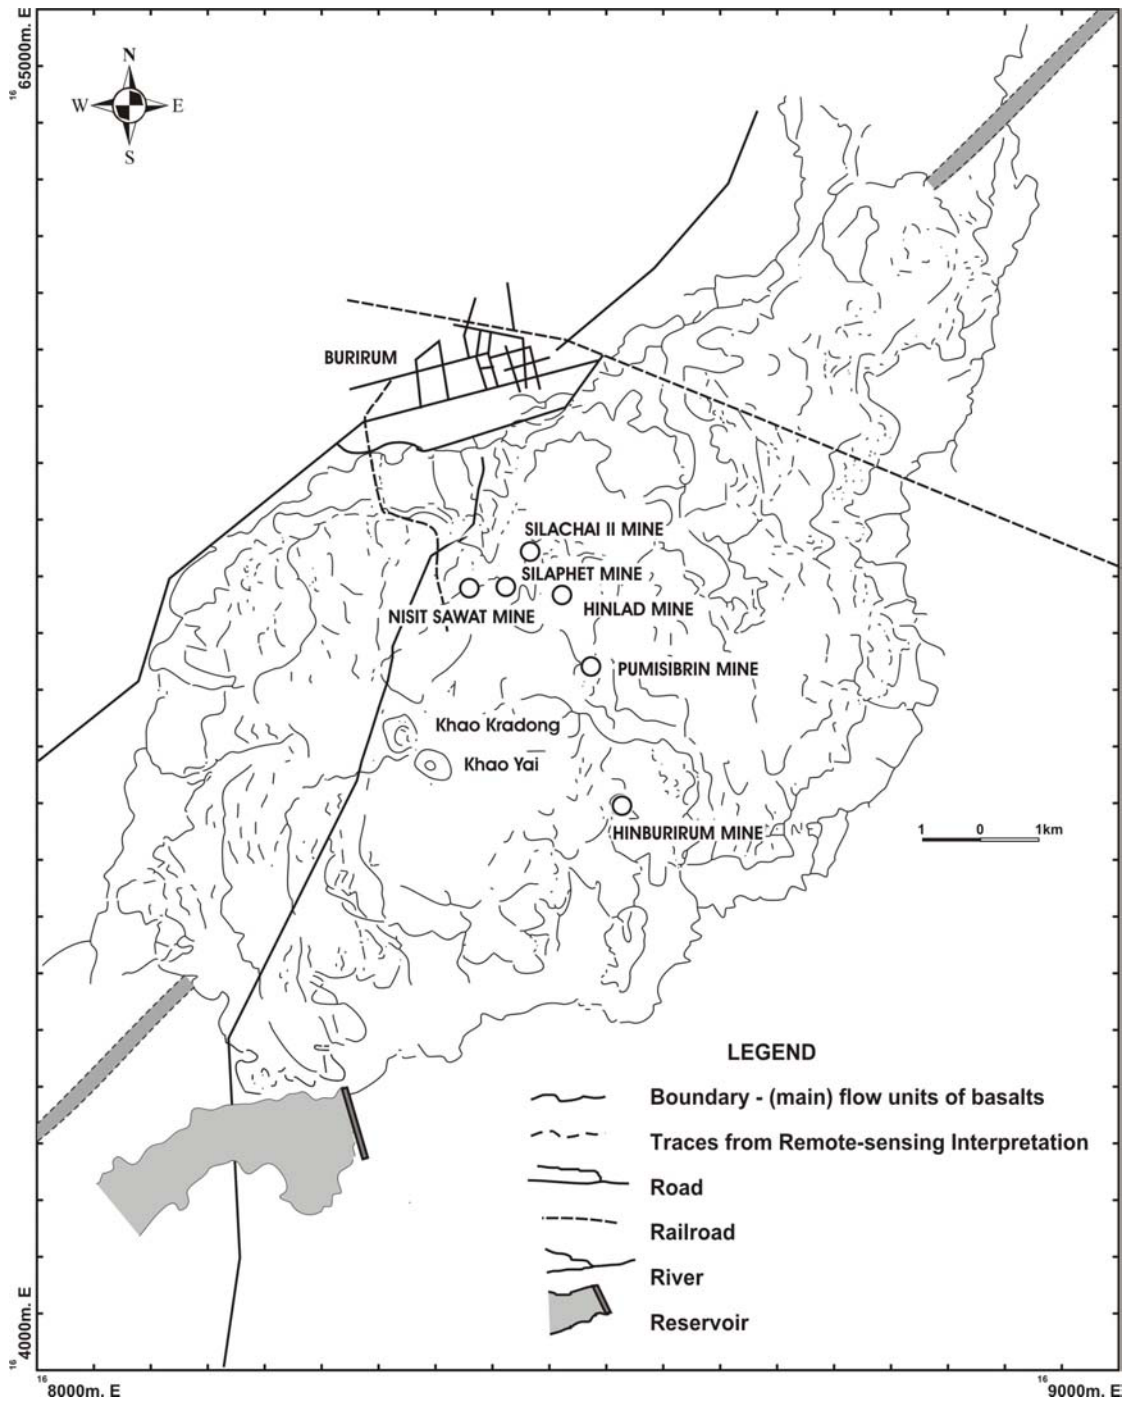 16
65000m. E
N
W E
S
BURIRUM
SILACHAI II MINE
SILAPHET MINE
NISIT SAWAT MINE
HINLAD MINE
PUMISIBRIN MINE
Khao Kradong
Khao Yai
HINBURIRUM MINE
1 0 1km
LEGEND
Boundary - (main) flow units of basalts
Traces from Remote-sensing Interpretation
Road
Railroad
River
Reservoir
16
4000m. E
16
8000m. E
16
9000m. E